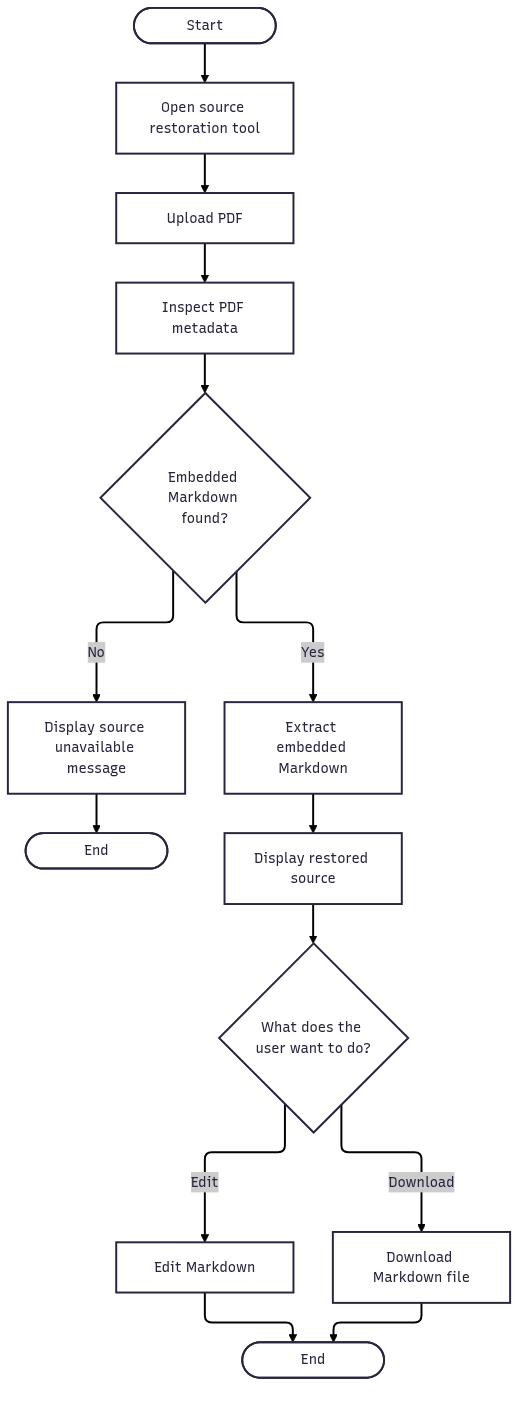 Start
Open source
restoration tool
Upload PDF
Inspect PDF
metadata
Embedded
Markdown
found?
No
Yes
Display source
unavailable
message
Extract
embedded
Markdown
End
Display restored
source
What does the
user want to do?
Edit
Download
Edit Markdown
Download
Markdown file
End